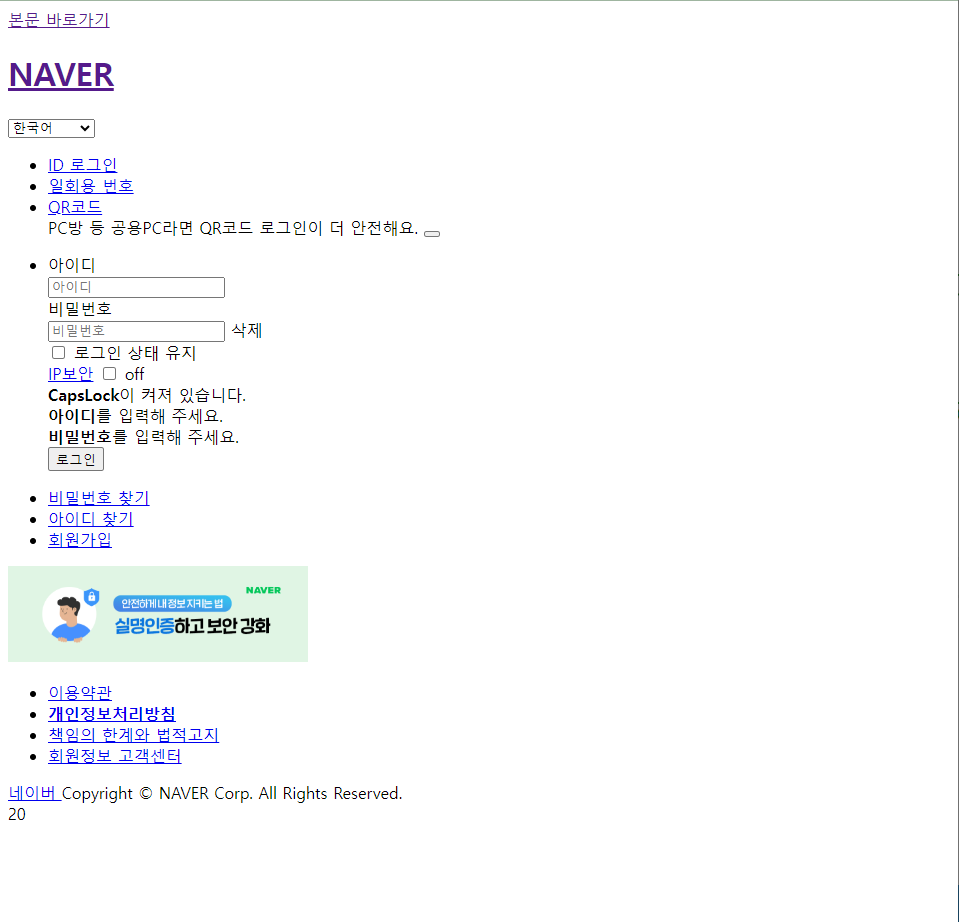 본문 바로가기
NAVER
한국어
ID 로그인
일회용 번호
QR코드
PC방 등 공용PC라면 QR코드 로그인이 더 안전해요.
아이디
아이디
비밀번호
비밀번호 삭제
로그인 상태 유지
IP보안 off
CapsLock이 켜져 있습니다.
아이디를 입력해 주세요.
비밀번호를 입력해 주세요.
로그인
비밀번호 찾기
아이디 찾기
회원가입
NAVER
안전하게 내 정보 지키는 법
실명인증하고 보안 강화
이용약관
개인정보처리방침
책임의 한계와 법적고지
회원정보 고객센터
네이버 Copyright © NAVER Corp. All Rights Reserved.
20